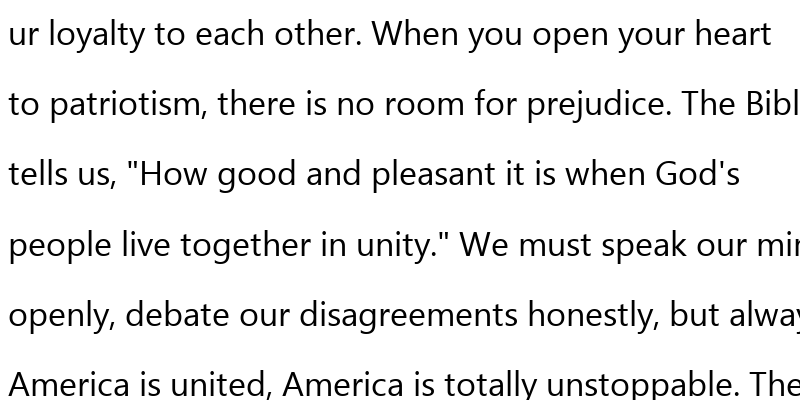 ur loyalty to each other. When you open your heart
to patriotism, there is no room for prejudice. The Bibl
tells us, "How good and pleasant it is when God's
people live together in unity." We must speak our
openly, debate our disagreements honestly, but
America is united, America is totally unstoppable. The